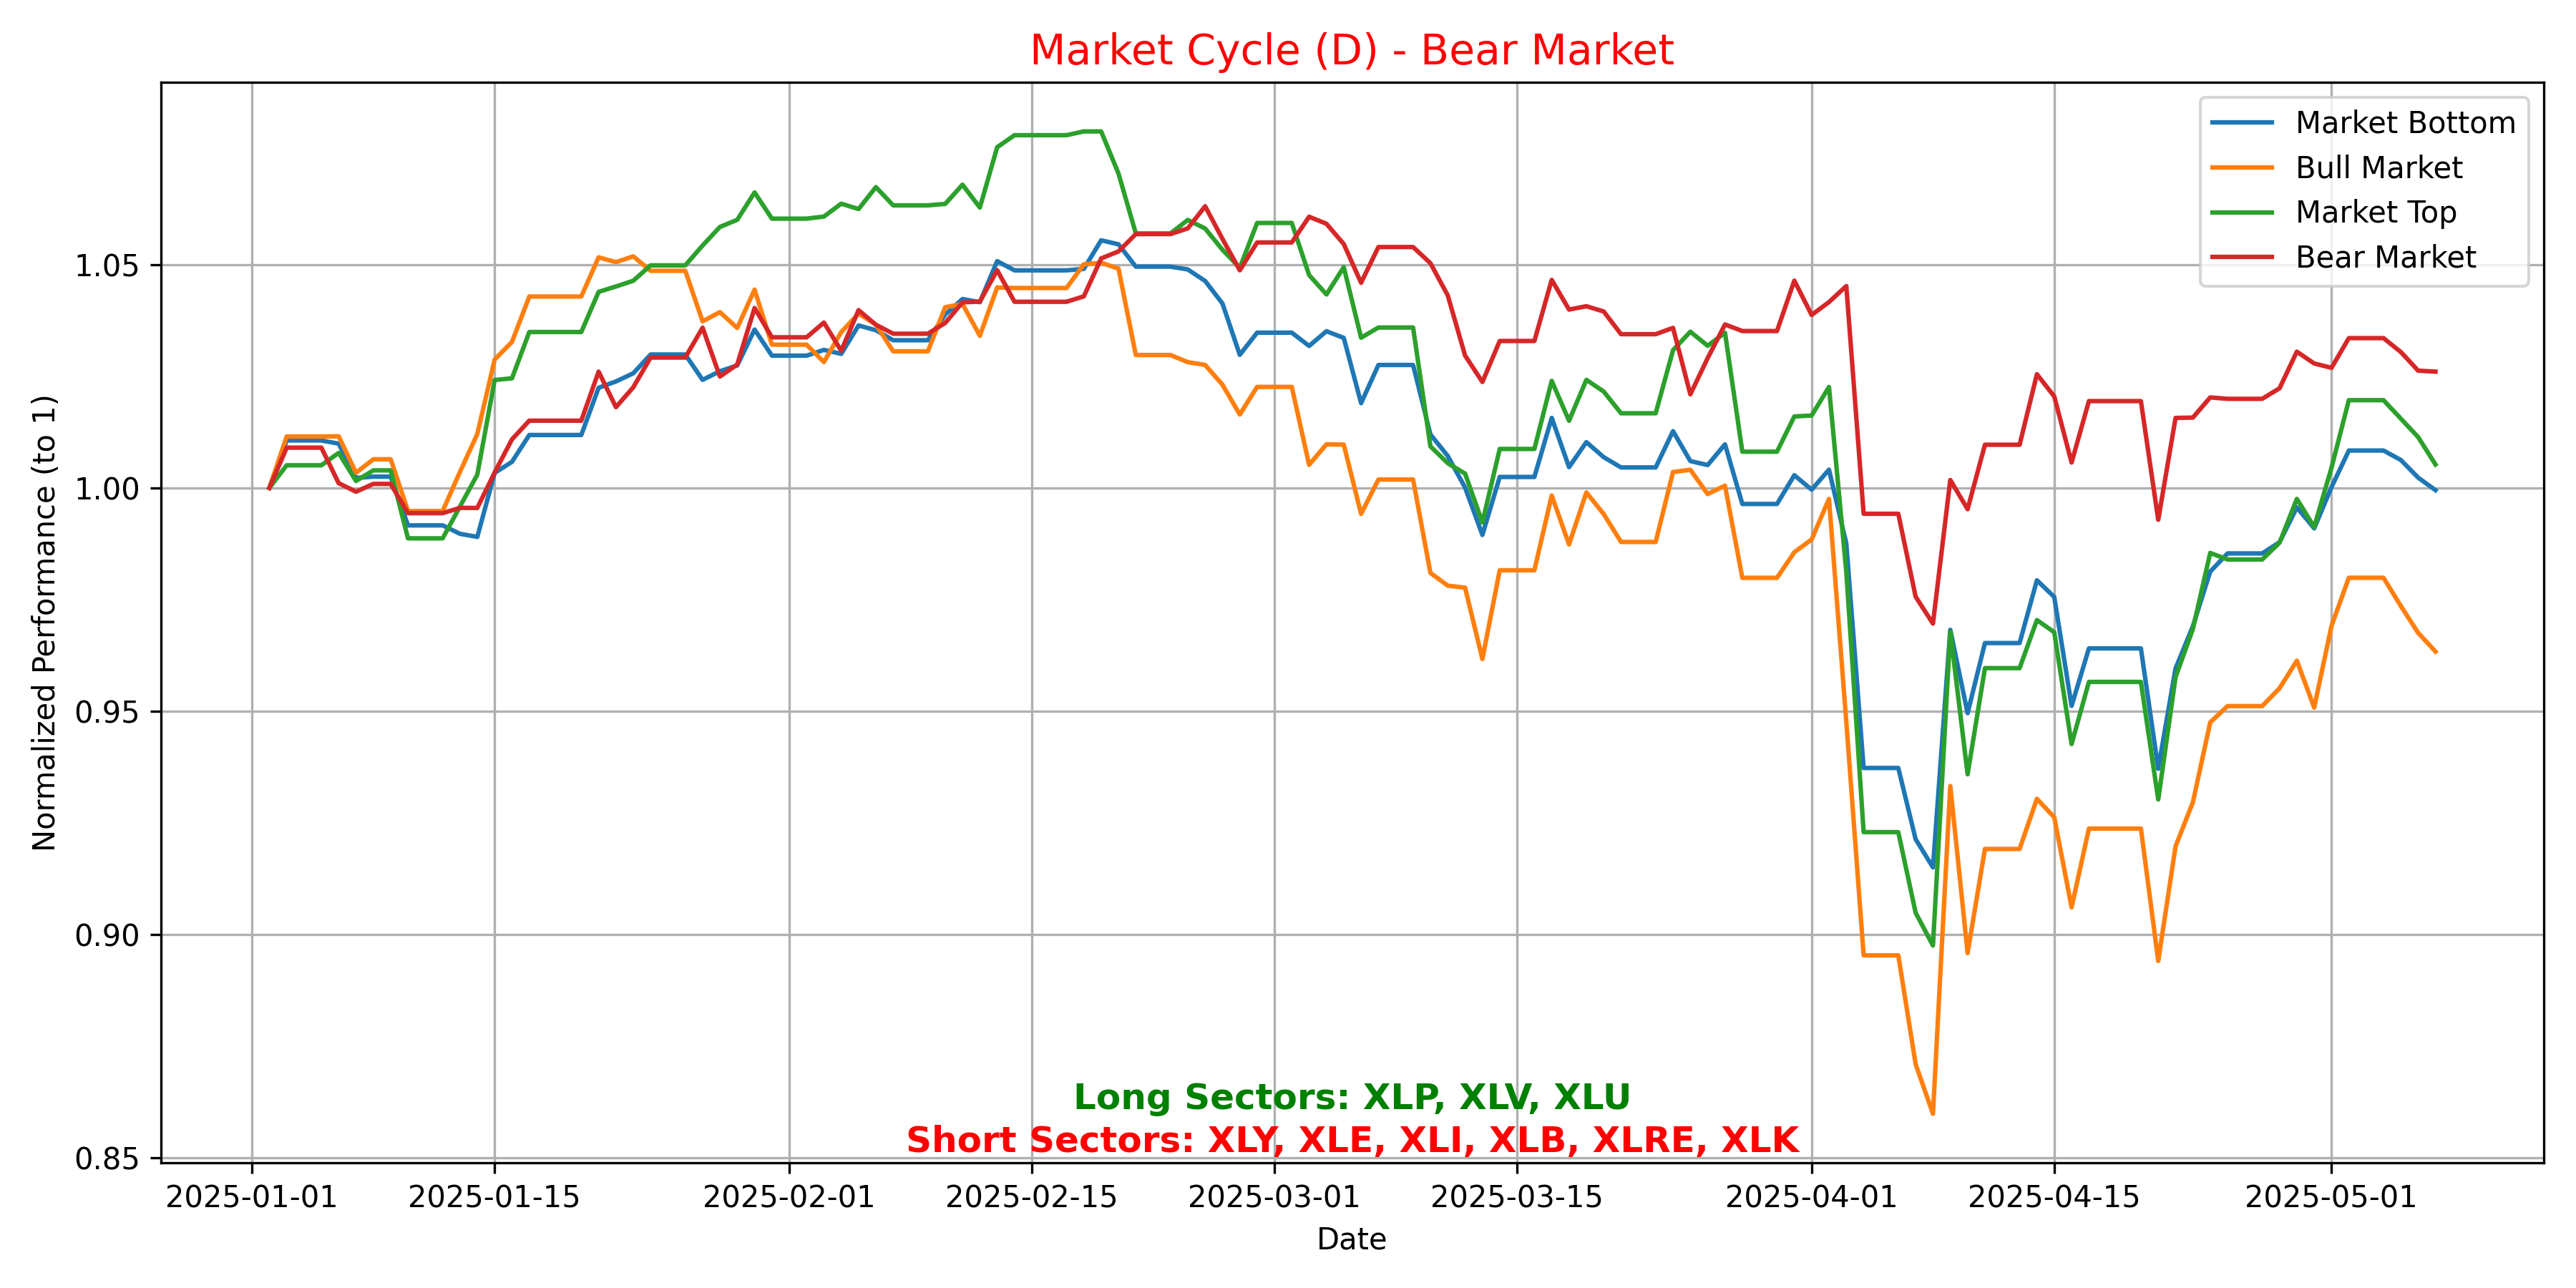 Market Cycle (D) - Bear Market
Market Bottom
Bull Market
Market Top
Bear Market
Normalized Performance (to 1)
1.05
1.00
0.95
0.90
0.85
Long Sectors: XLP, XLV, XLU
Short Sectors: XLY, XLE, XLI, XLB, XLRE, XLK
2025-01-01 2025-01-15 2025-02-01 2025-02-15 2025-03-01 2025-03-15 2025-04-01 2025-04-15 2025-05-01
Date